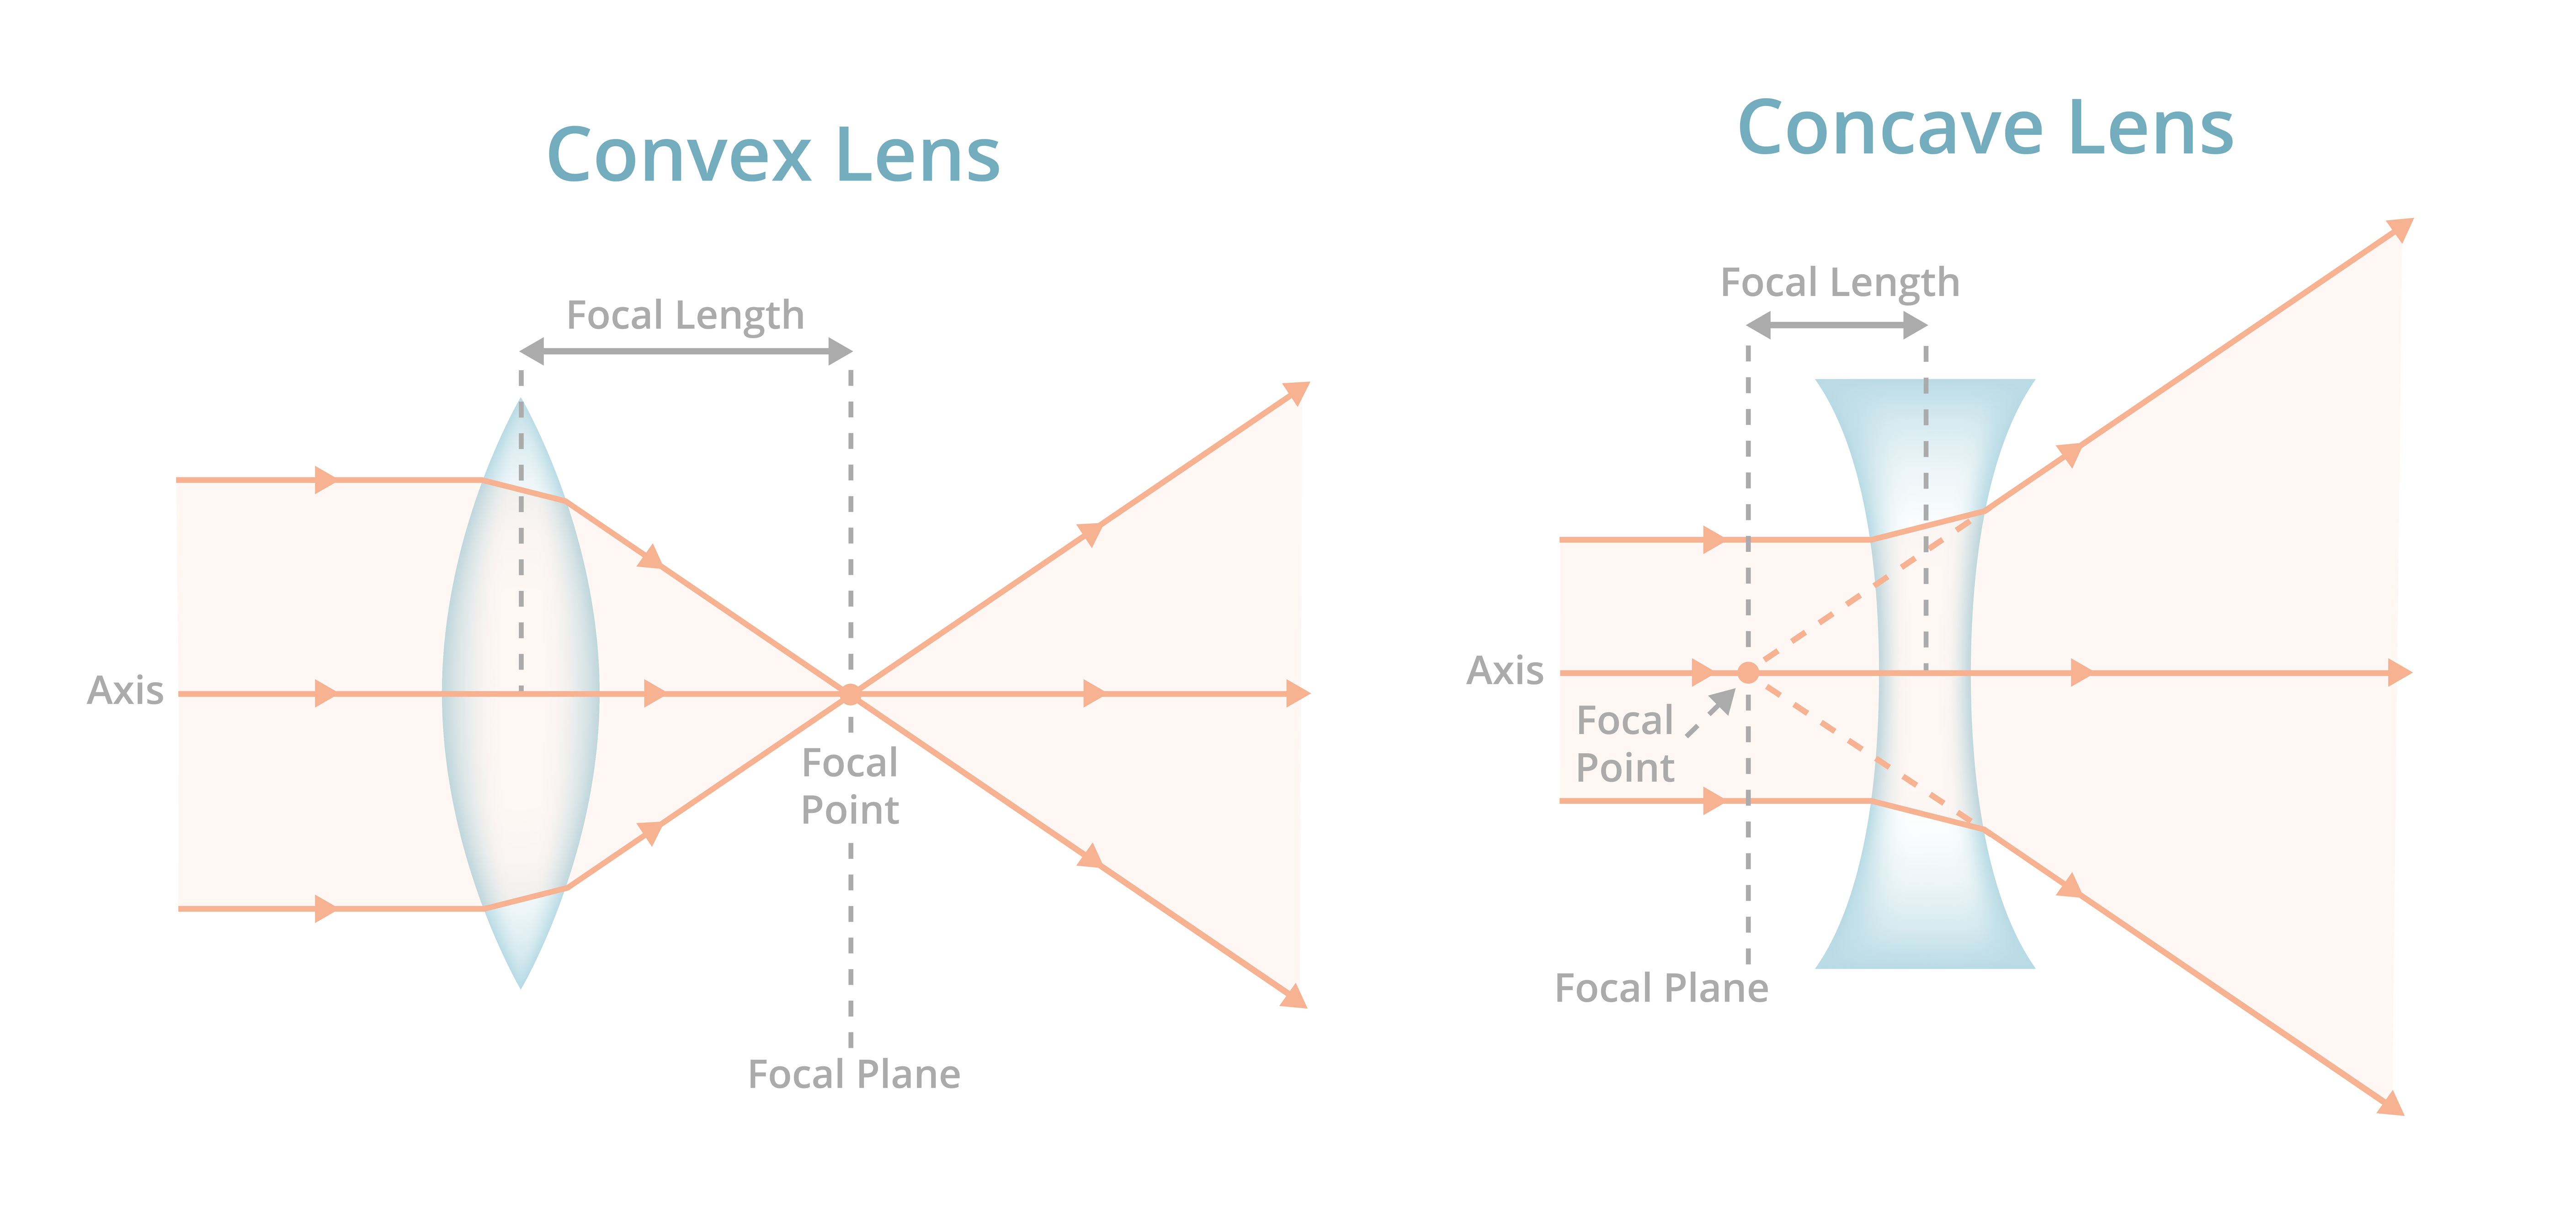 Convex Lens
Focal Length
Axis
Focal
Point
Focal Plane
Concave Lens
Focal Length
Axis
Focal
Point
Focal Plane